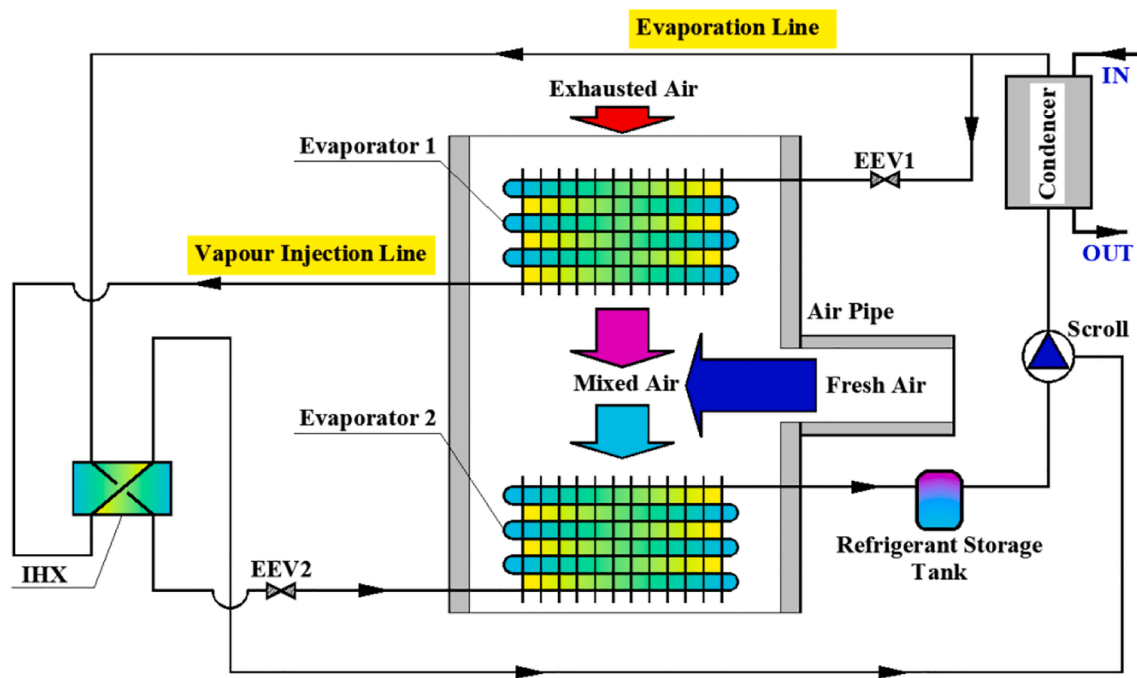 Evaporation Line
IN
Exhausted Air
Condencer
Evaporator 1
EEV1
Vapour Injection Line
OUT
Air Pipe
Scroll
Mixed Air
Fresh Air
Evaporator 2
Refrigerant Storage
Tank
IHX
EEV2